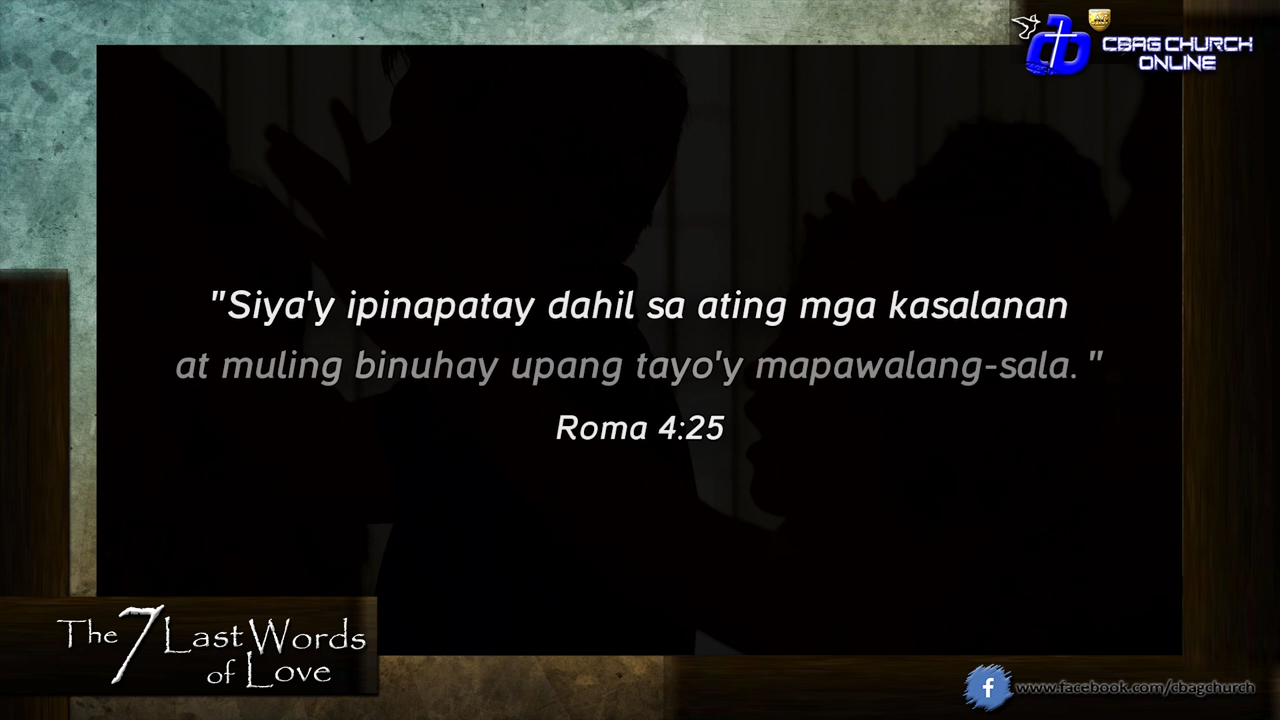 CBAG CHURCH
ONLINE
"Siya'y ipinapatay dahil sa ating mga kasalanan
at muling binuhay upang tayo'y mapawalang-sala."
Roma 4:25
The 7 Last Words
of Love
www.facebook.com/cbagchurch